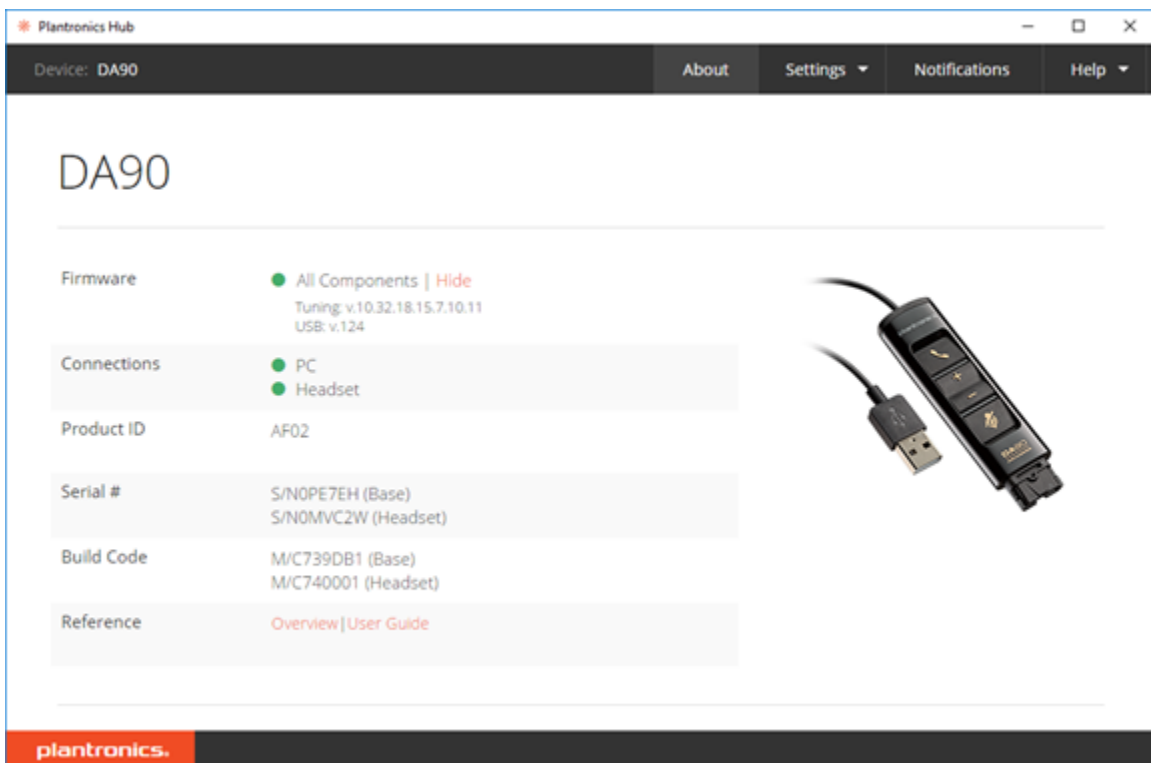 Plantronics Hub
Device: DA90
About
Settings
Notifications
Help
DA90
Firmware
All Components | Hide
Tuning: v.10.32.18.15.7.10.11
USB: v.124
Connections
PC
Headset
Product ID
AF02
Serial #
S/N0PE7EH (Base)
S/N0MVC2W (Headset)
Build Code
M/C739DB1 (Base)
M/C740001 (Headset)
Reference
Overview|User Guide
plantronics
DA90
plantronics.